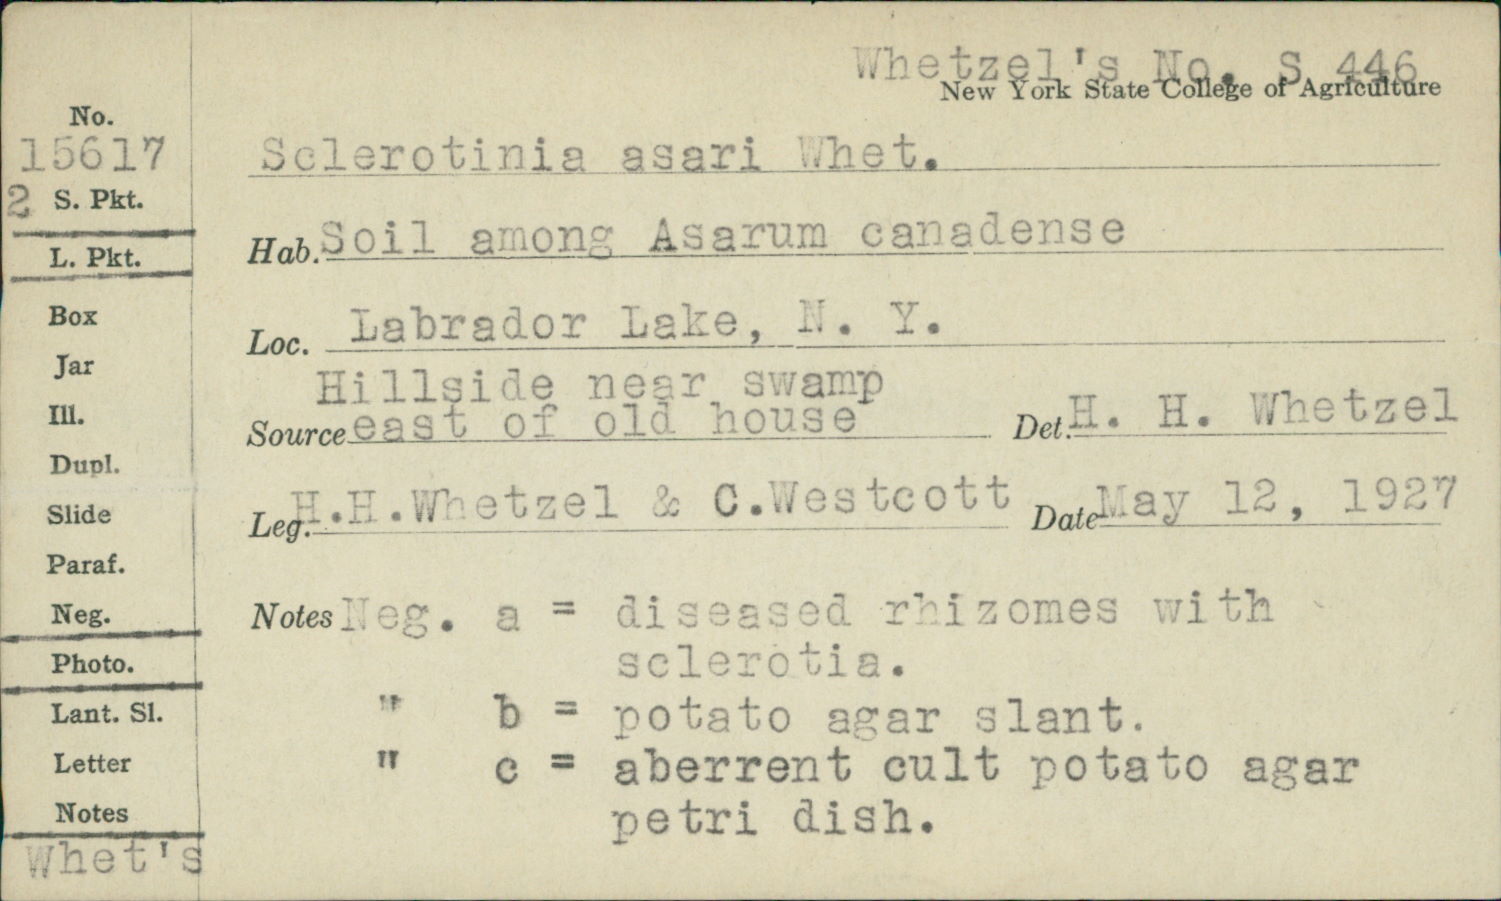 Whetzel's No. S 446
New York State College of Agriculture
No.
15617
2 S. Pkt.
L. Pkt.
Box
Jar
Ill.
Dupl.
Slide
Paraf.
Neg.
Photo.
Lant. Sl.
Letter
Notes
Whet's
Sclerotinia asari Whet.
Hab. Soil among Asarum canadense
Loc. Labrador Lake, N. Y.
Hillside near swamp
Source east of old house Det. H. H. Whetzel
Leg. H.H.Whetzel & C.Westcott Date May 12, 1927
Notes Neg. a = diseased rhizomes with
sclerotia.
" b = potato agar slant.
" c = aberrent cult potato agar
petri dish.